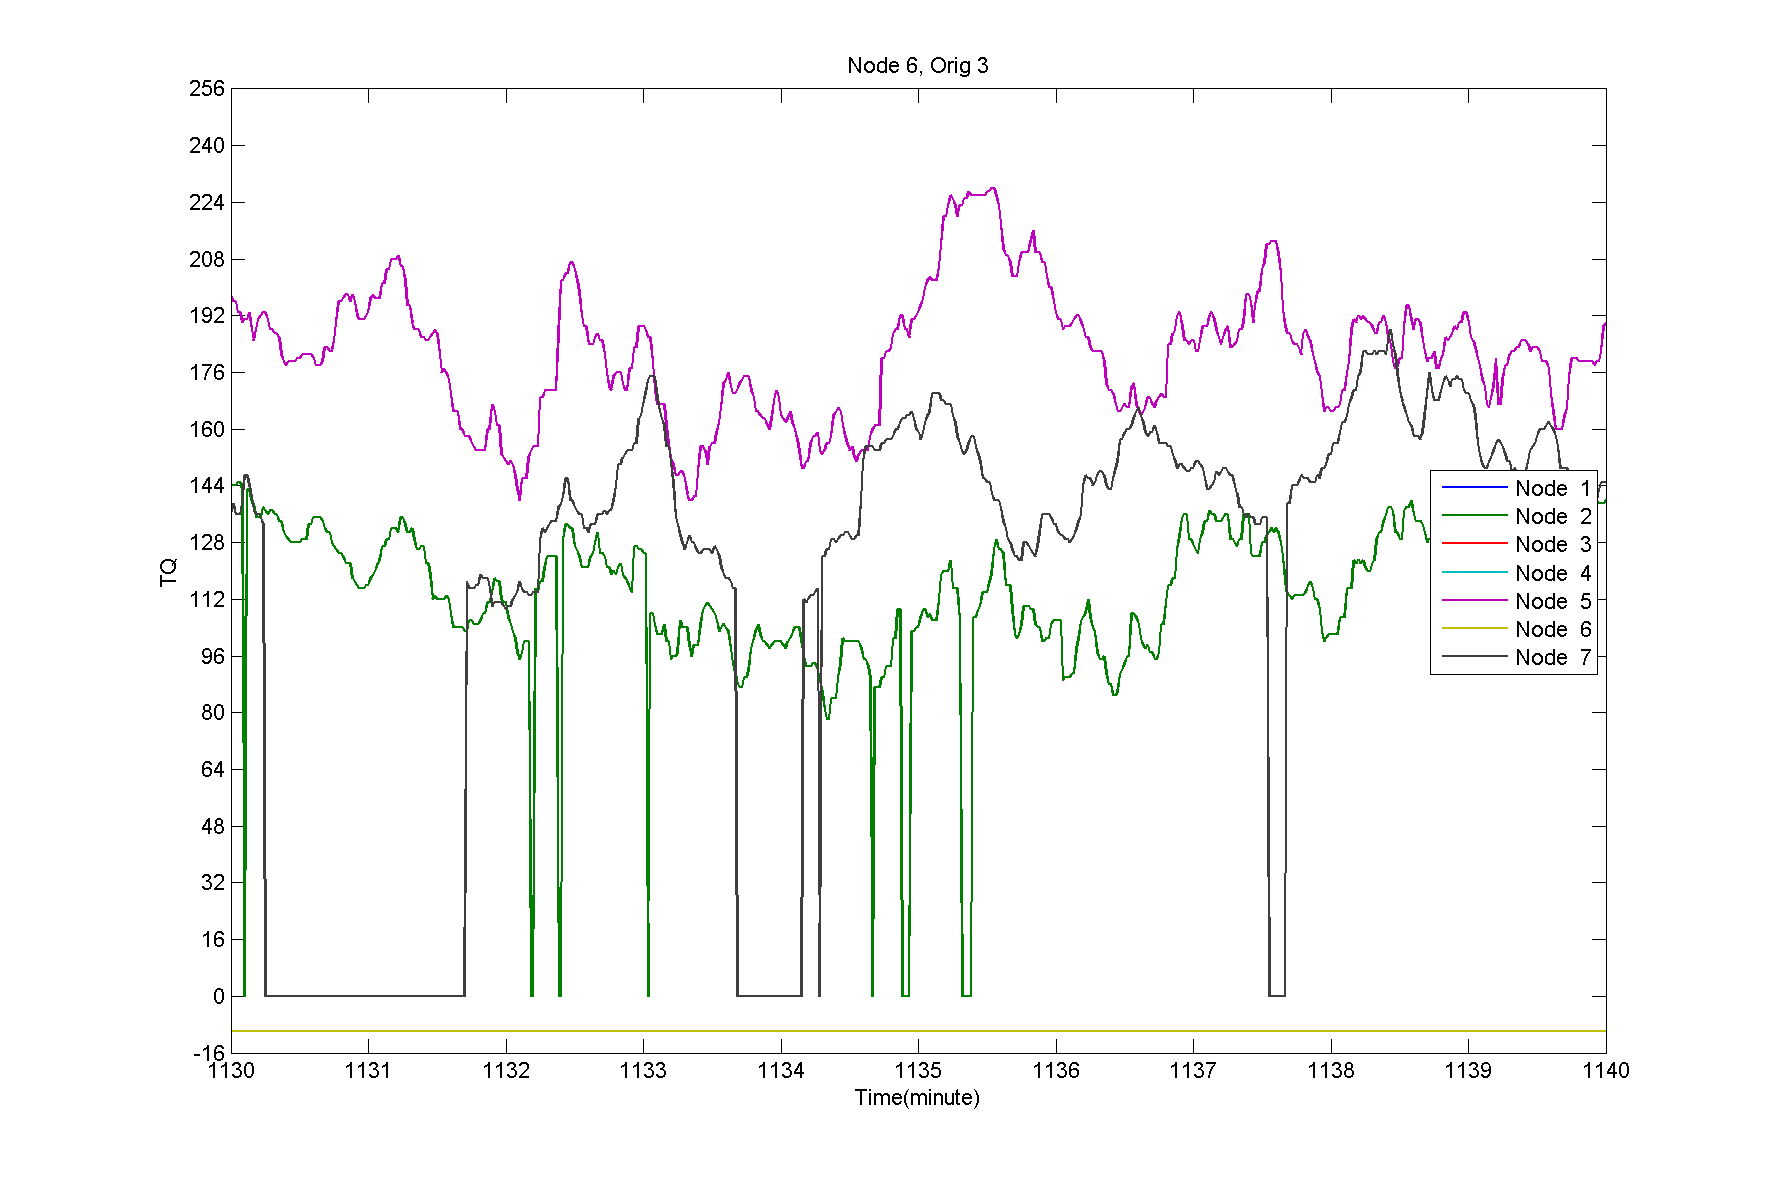 Node 6, Orig 3
256
240
224
208
192
176
160
144
128
112
96
80
64
48
32
16
0
-16
TQ
Node 1
Node 2
Node 3
Node 4
Node 5
Node 6
Node 7
1130 1131 1132 1133 1134 1135 1136 1137 1138 1139 1140
Time(minute)